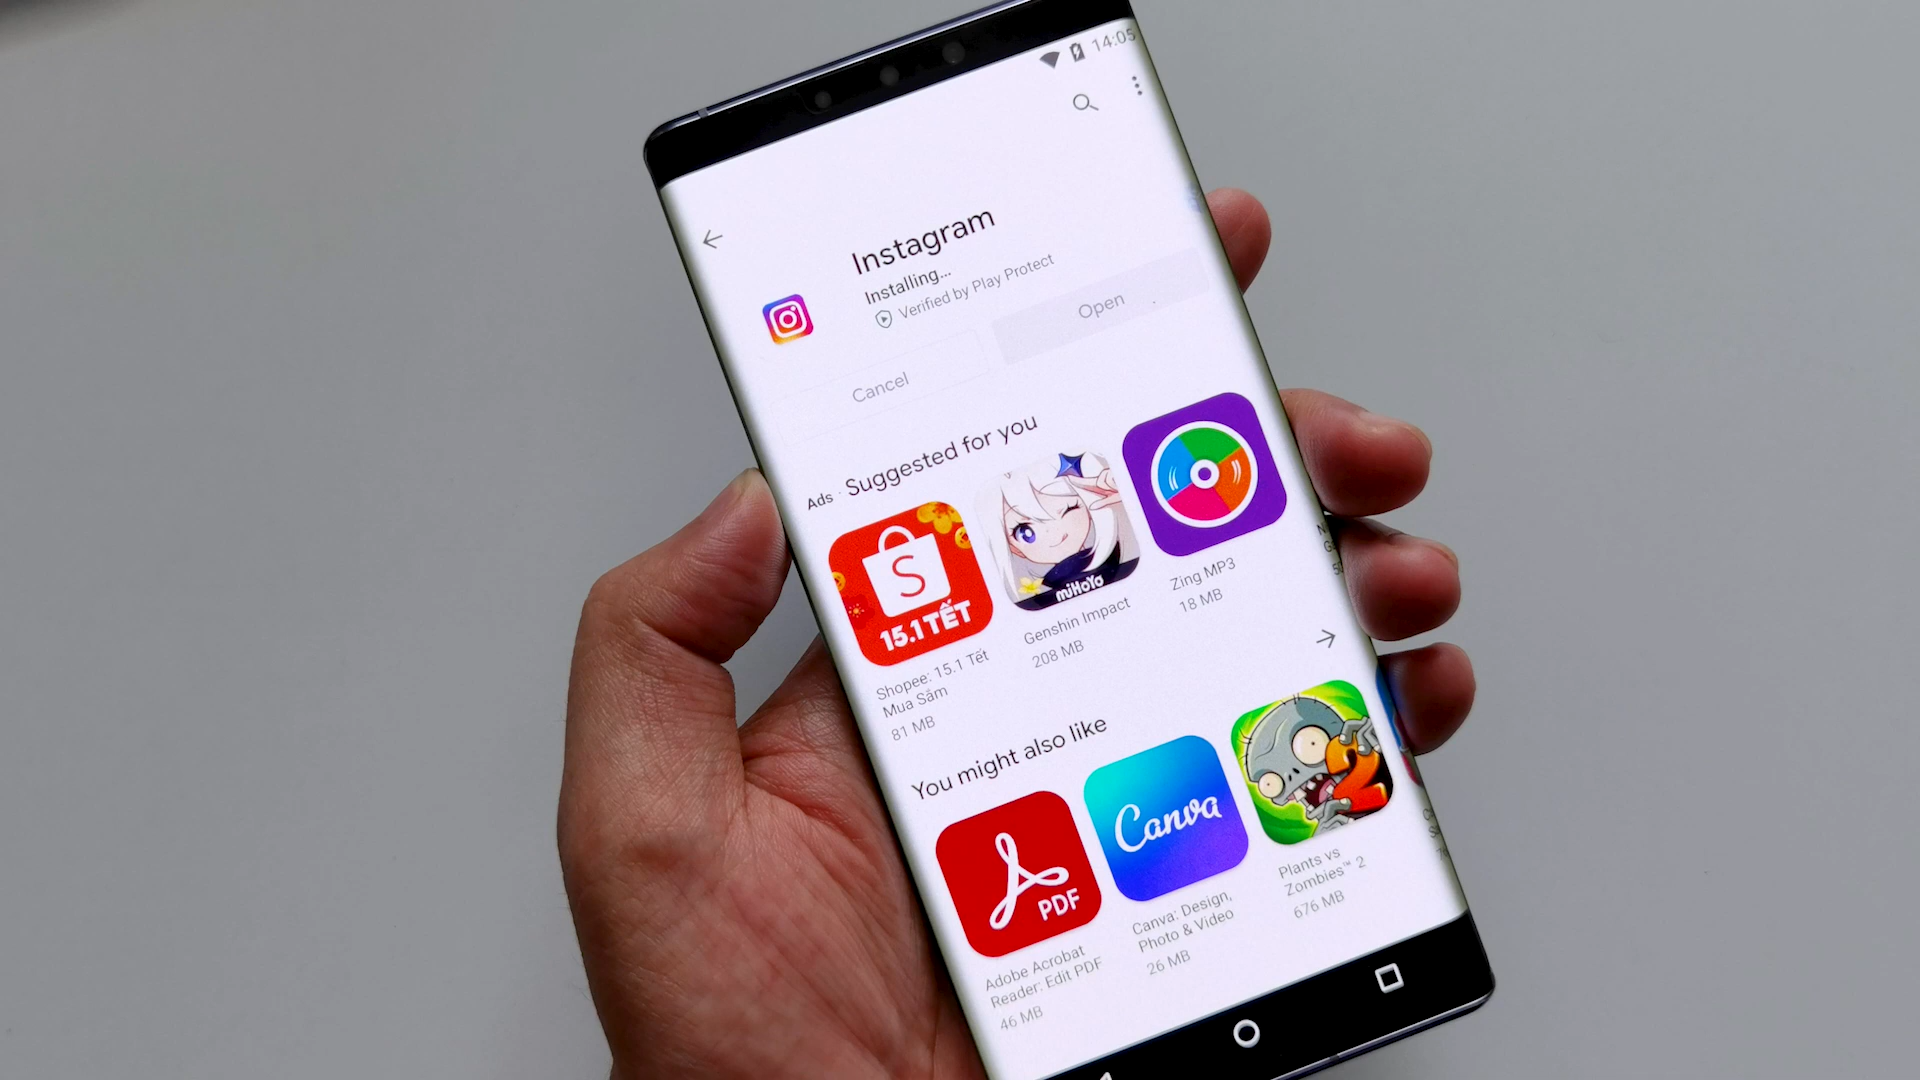 14:05
Instagram
Installing...
Verified by Play Protect
Cancel
Open
Ads · Suggested for you
S
15.1 TẾT
Shopee: 15.1 Tết
Mua Sắm
81 MB
miHoYo
Genshin Impact
208 MB
Zing MP3
18 MB
You might also like
PDF
Adobe Acrobat
Reader: Edit PDF
46 MB
Canva
Canva: Design,
Photo & Video
26 MB
2
Plants vs
Zombies™ 2
676 MB